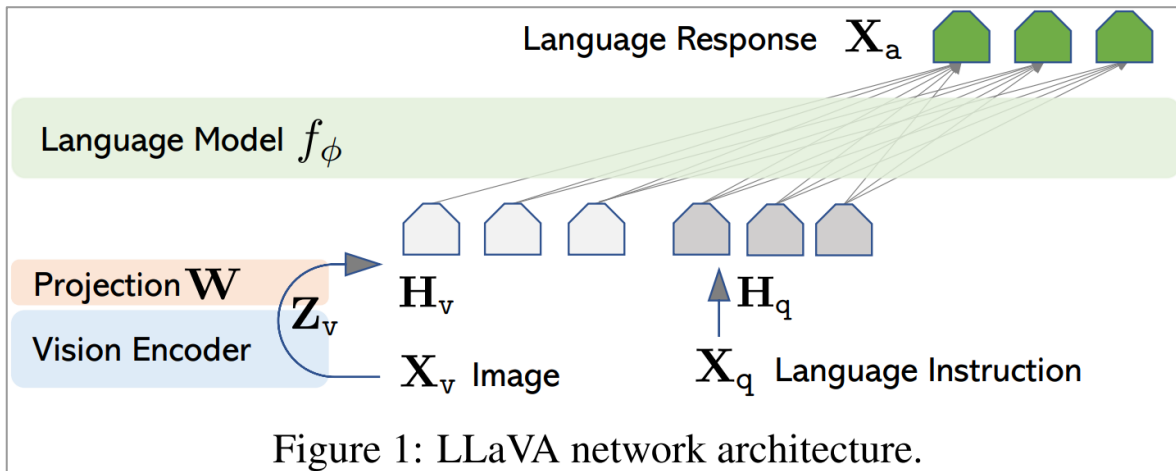 Language Response X_a
Language Model f_ϕ
Projection W
Z_v
Vision Encoder
H_v
H_q
X_v Image
X_q Language Instruction
Figure 1: LLaVA network architecture.